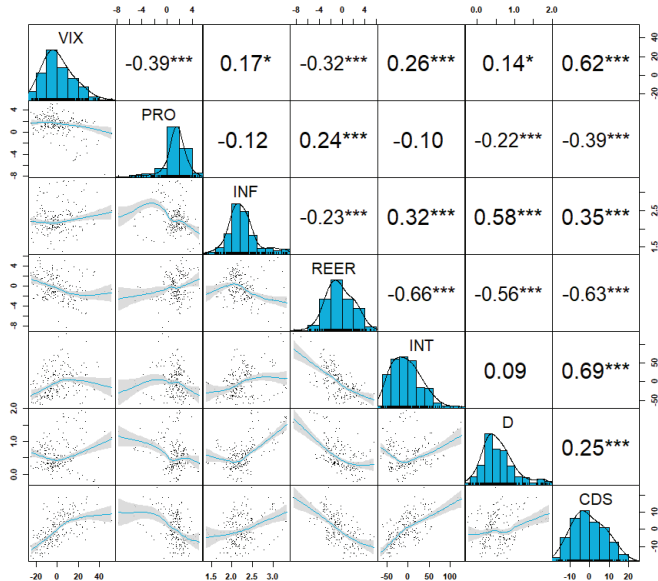 -8 -4 0 4 -8 -4 0 4 0.0 1.0 2.0
VIX -0.39*** 0.17* -0.32*** 0.26*** 0.14* 0.62*** -20 0 20 40
-8 -4 0 4 PRO -0.12 0.24*** -0.10 -0.22*** -0.39***
INF -0.23*** 0.32*** 0.58*** 0.35*** 1.5 2.5
-8 -4 0 4 REER -0.66*** -0.56*** -0.63***
INT 0.09 0.69*** -50 0 50
0.0 1.0 2.0 D 0.25***
CDS -10 0 10
-20 0 20 40 1.5 2.0 2.5 3.0 -50 0 50 100 -10 0 10 20